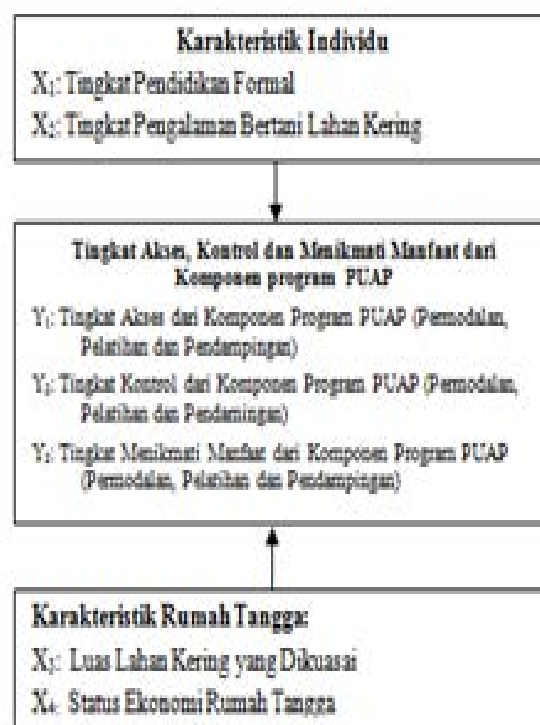 Karakteristik Individu
X₁: Tingkat Pendidikan Formal
X₂: Tingkat Pengalaman Bertani Lahan Kering
Tingkat Akses, Kontrol dan Menikmati Manfaat dari
Komponen program PUAP
Y₁: Tingkat Akses dari Komponen Program PUAP (Permodalan,
Pelatihan dan Pendampingan)
Y₂: Tingkat Kontrol dari Komponen Program PUAP (Permodalan,
Pelatihan dan Pendamingan)
Y₃: Tingkat Menikmati Manfaat dari Komponen Program PUAP
(Permodalan, Pelatihan dan Pendampingan)
Karakteristik Rumah Tangga:
X₃: Luas Lahan Kering yang Dikuasai
X₄: Status Ekonomi Rumah Tangga